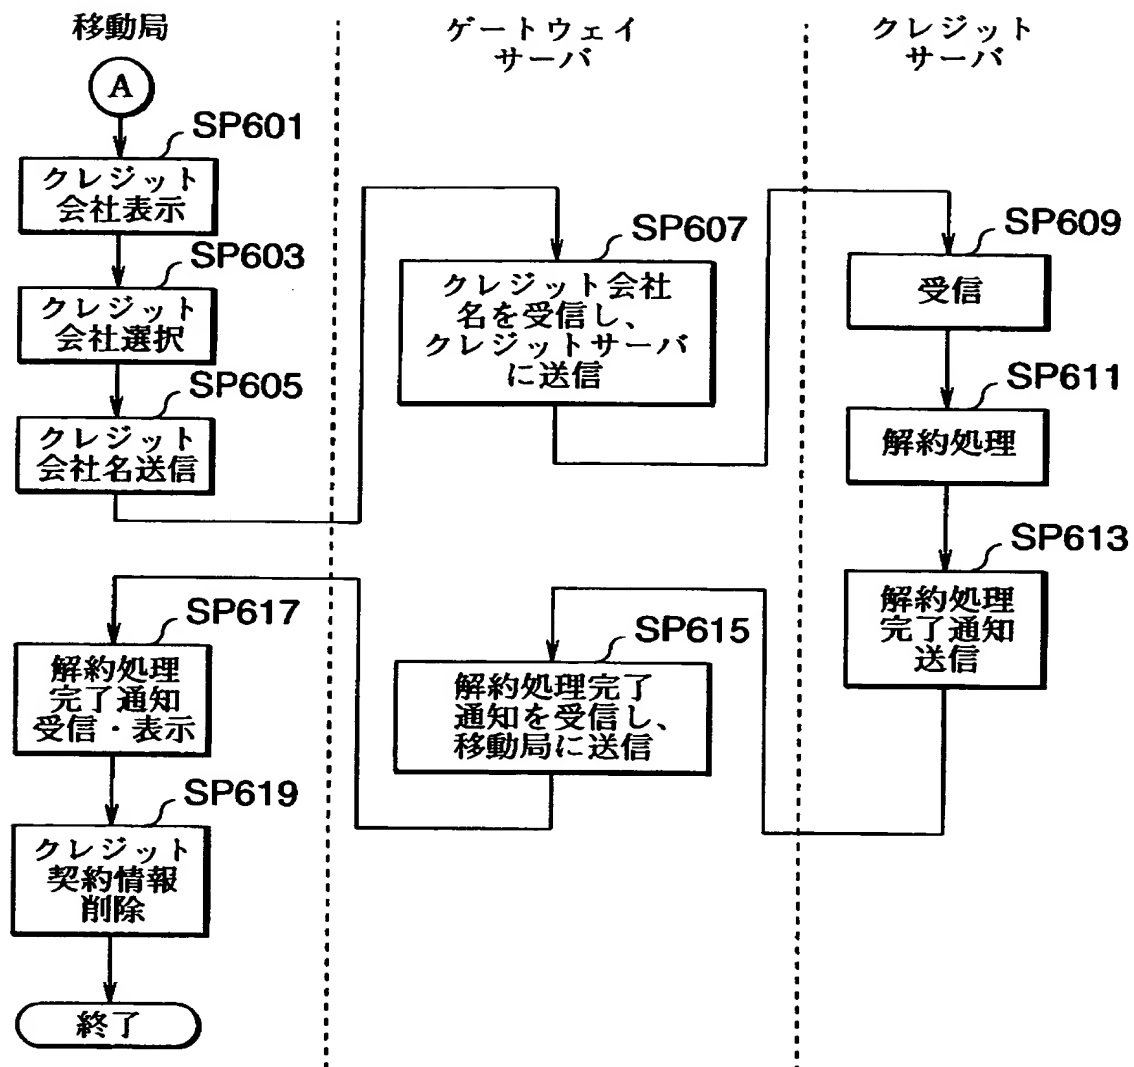 移動局
ゲートウェイ
サーバ
クレジット
サーバ
A
SP601
クレジット
会社表示
SP603
クレジット
会社選択
SP605
クレジット
会社名送信
SP607
クレジット会社
名を受信し、
クレジットサーバ
に送信
SP609
受信
SP611
解約処理
SP613
解約処理
完了通知
送信
SP615
解約処理完了
通知を受信し、
移動局に送信
SP617
解約処理
完了通知
受信・表示
SP619
クレジット
契約情報
削除
終了